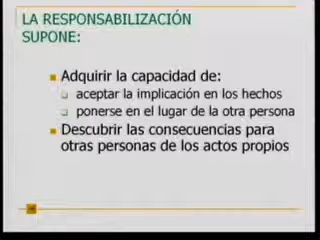 LA RESPONSABILIZACIÓN
SUPONE:
Adquirir la capacidad de:
aceptar la implicación en los hechos
ponerse en el lugar de la otra persona
Descubrir las consecuencias para
otras personas de los actos propios